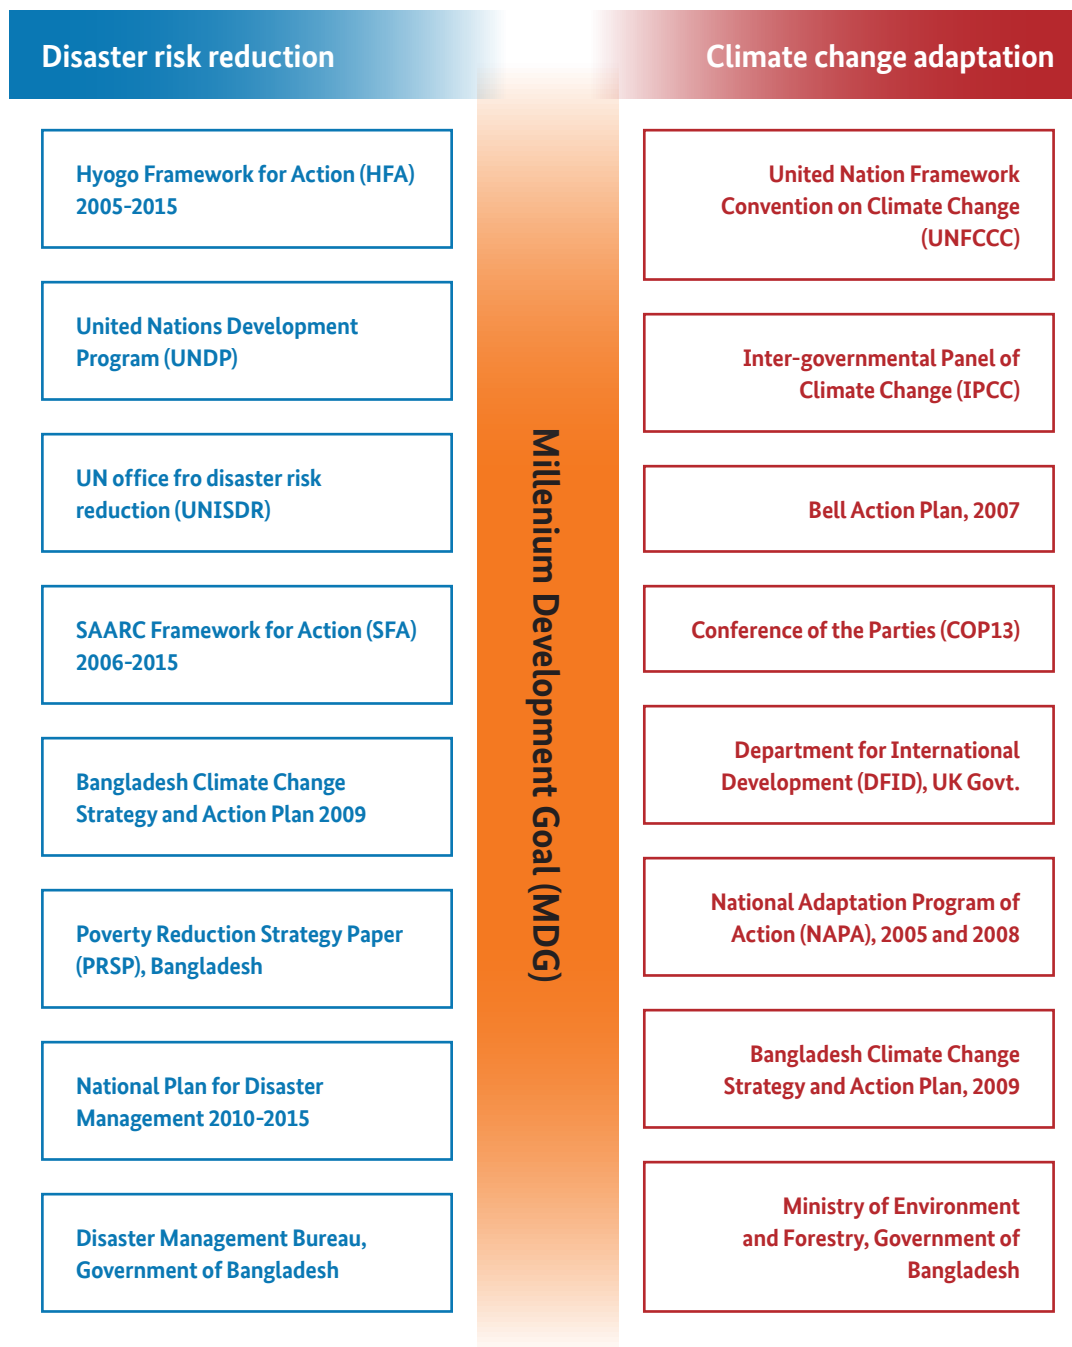 Disaster risk reduction
Hyogo Framework for Action (HFA)
2005-2015
United Nations Development
Program (UNDP)
UN office fro disaster risk
reduction (UNISDR)
SAARC Framework for Action (SFA)
2006-2015
Bangladesh Climate Change
Strategy and Action Plan 2009
Poverty Reduction Strategy Paper
(PRSP), Bangladesh
National Plan for Disaster
Management 2010-2015
Disaster Management Bureau,
Government of Bangladesh
Millenium Development Goal (MDG)
Climate change adaptation
United Nation Framework
Convention on Climate Change
(UNFCCC)
Inter-governmental Panel of
Climate Change (IPCC)
Bell Action Plan, 2007
Conference of the Parties (COP13)
Department for International
Development (DFID), UK Govt.
National Adaptation Program of
Action (NAPA), 2005 and 2008
Bangladesh Climate Change
Strategy and Action Plan, 2009
Ministry of Environment
and Forestry, Government of
Bangladesh